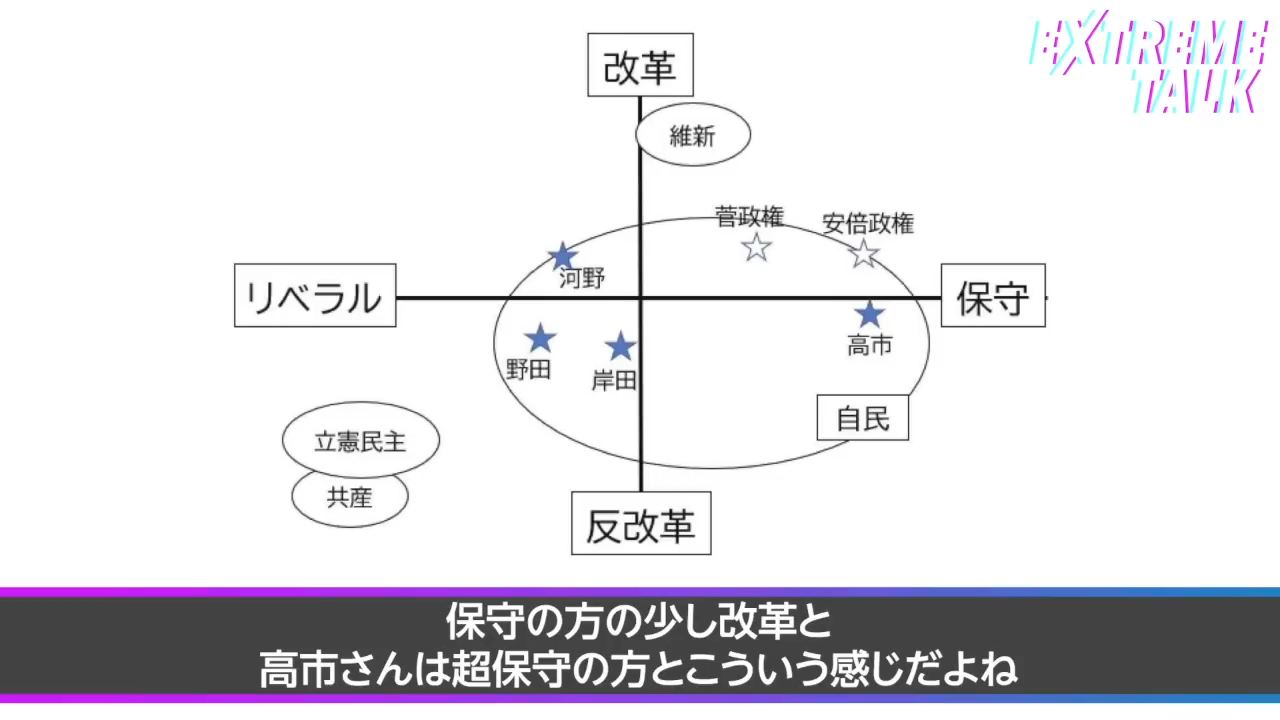 EXTREME
TALK
改革
維新
菅政権
安倍政権
河野
リベラル
保守
高市
野田
岸田
自民
立憲民主
共産
反改革
保守の方の少し改革と
高市さんは超保守の方とこういう感じだよね